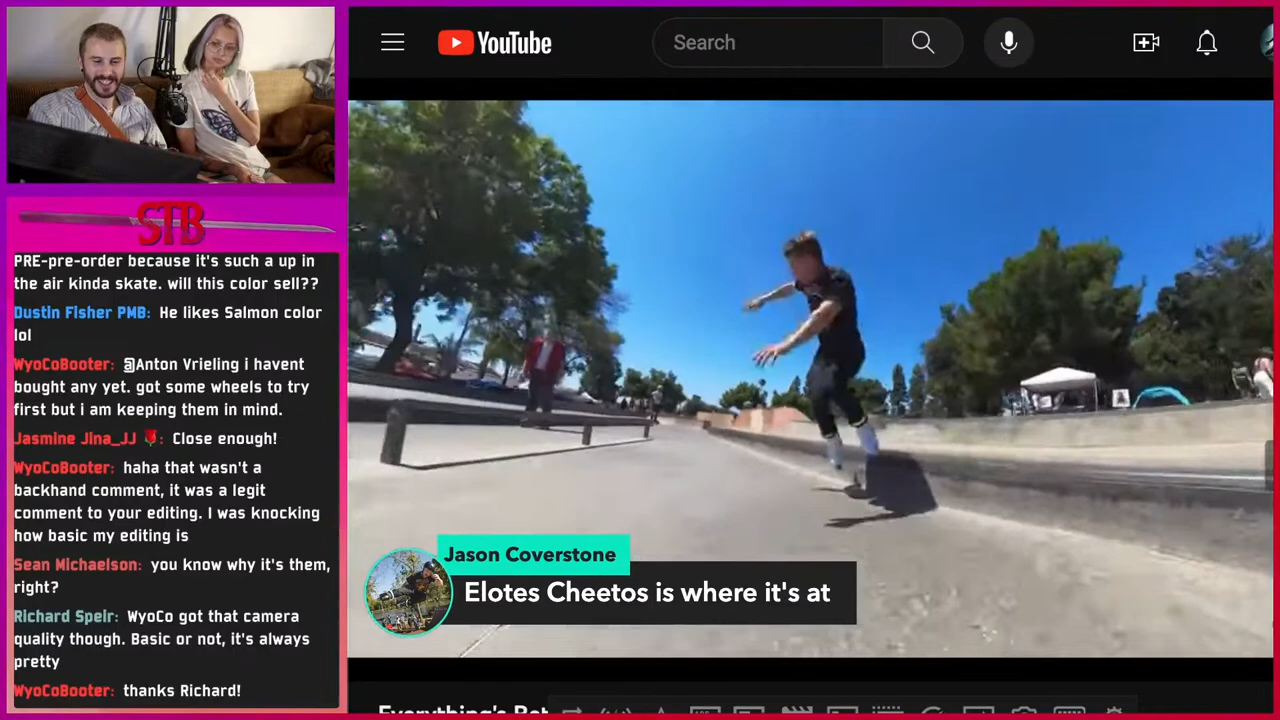 YouTube
Search
STB
PRE-pre-order because it's such a up in
the air kinda skate. will this color sell??
Dustin Fisher PMB: He likes Salmon color
lol
WyoCoBooter: @Anton Vrieling i havent
bought any yet. got some wheels to try
first but i am keeping them in mind.
Jasmine Jina_JJ 🌹: Close enough!
WyoCoBooter: haha that wasn't a
backhand comment, it was a legit
comment to your editing. I was knocking
how basic my editing is
Sean Michaelson: you know why it's them,
right?
Richard Speir: WyoCo got that camera
quality though. Basic or not, it's always
pretty
WyoCoBooter: thanks Richard!
Jason Coverstone
Elotes Cheetos is where it's at
Everything's